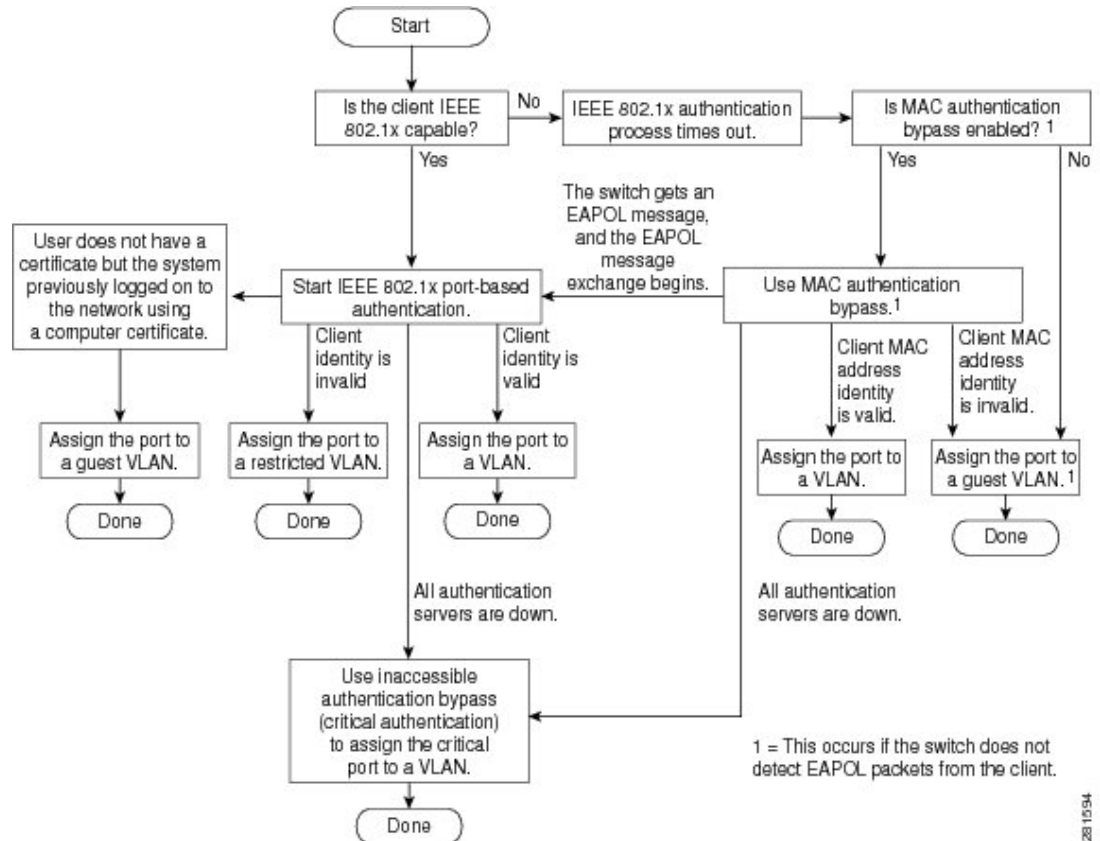 Start
Is the client IEEE
802.1x capable?
No
IEEE 802.1x authentication
process times out.
Is MAC authentication
bypass enabled? 1
Yes
Yes
No
The switch gets an
EAPOL message,
and the EAPOL
message
exchange begins.
User does not have a
certificate but the system
previously logged on to
the network using
a computer certificate.
Start IEEE 802.1x port-based
authentication.
Use MAC authentication
bypass.1
Client
identity is
invalid
Client
identity is
valid
Client MAC
address
identity
is valid.
Client MAC
address
identity
is invalid.
Assign the port to
a guest VLAN.
Assign the port to
a restricted VLAN.
Assign the port to
a VLAN.
Assign the port to
a VLAN.
Assign the port to
a guest VLAN.1
Done
Done
Done
Done
Done
All authentication
servers are down.
All authentication
servers are down.
Use inaccessible
authentication bypass
(critical authentication)
to assign the critical
port to a VLAN.
1 = This occurs if the switch does not
detect EAPOL packets from the client.
Done
281594